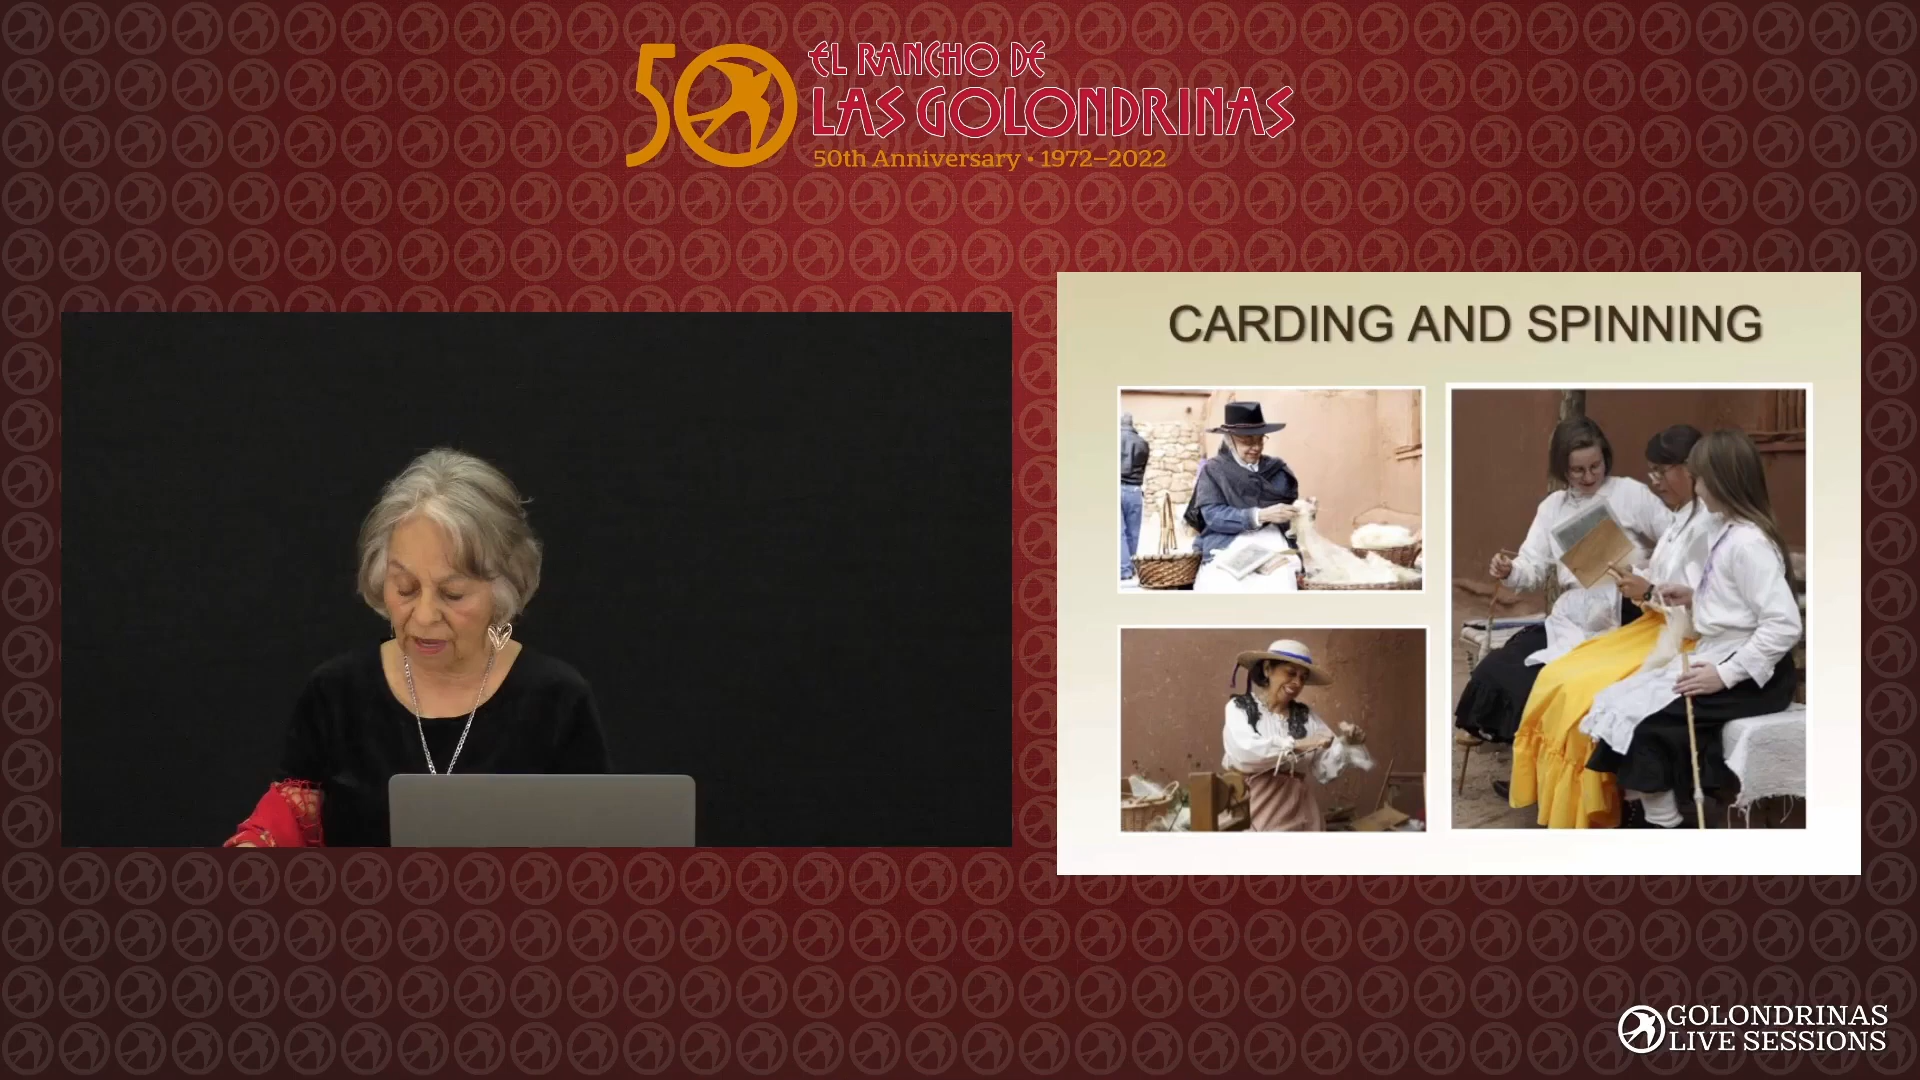 50
EL RANCHO DE
LAS GOLONDRINAS
50th Anniversary • 1972–2022
CARDING AND SPINNING
GOLONDRINAS
LIVE SESSIONS